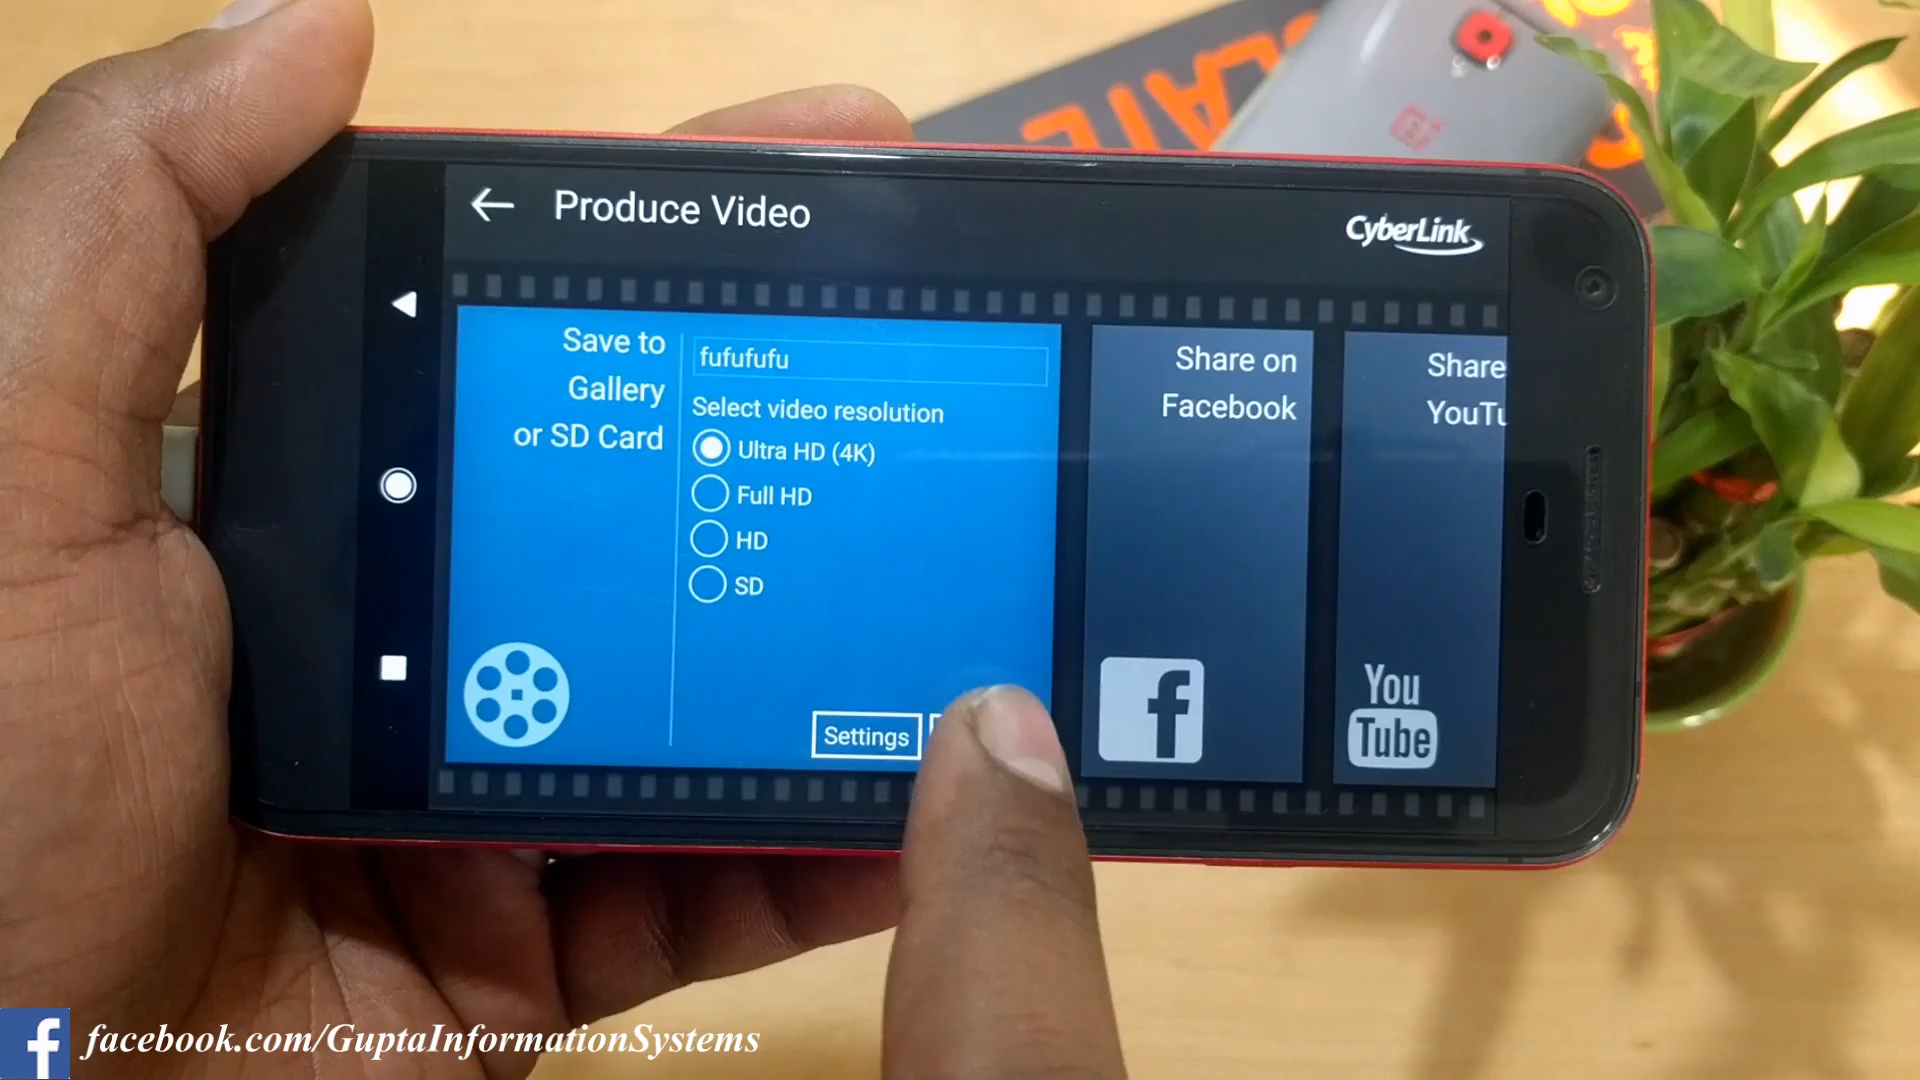 Produce Video
CyberLink
Save to
Gallery
or SD Card
fufufufu
Select video resolution
Ultra HD (4K)
Full HD
HD
SD
Settings
Share on
Facebook
Share
YouTu
You
Tube
facebook.com/GuptaInformationSystems